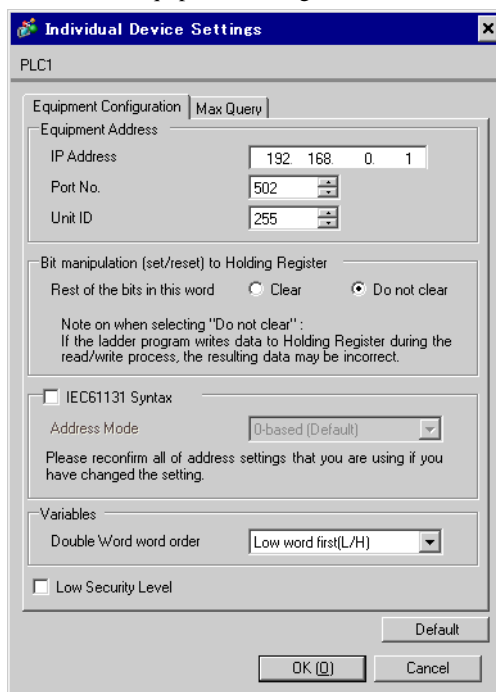 Individual Device Settings
PLC1
Equipment Configuration Max Query
Equipment Address
IP Address 192. 168. 0. 1
Port No. 502
Unit ID 255
Bit manipulation (set/reset) to Holding Register
Rest of the bits in this word Clear Do not clear
Note on when selecting "Do not clear" :
If the ladder program writes data to Holding Register during the
read/write process, the resulting data may be incorrect.
IEC61131 Syntax
Address Mode 0-based (Default)
Please reconfirm all of address settings that you are using if you
have changed the setting.
Variables
Double Word word order Low word first(L/H)
Low Security Level
Default
OK (O) Cancel